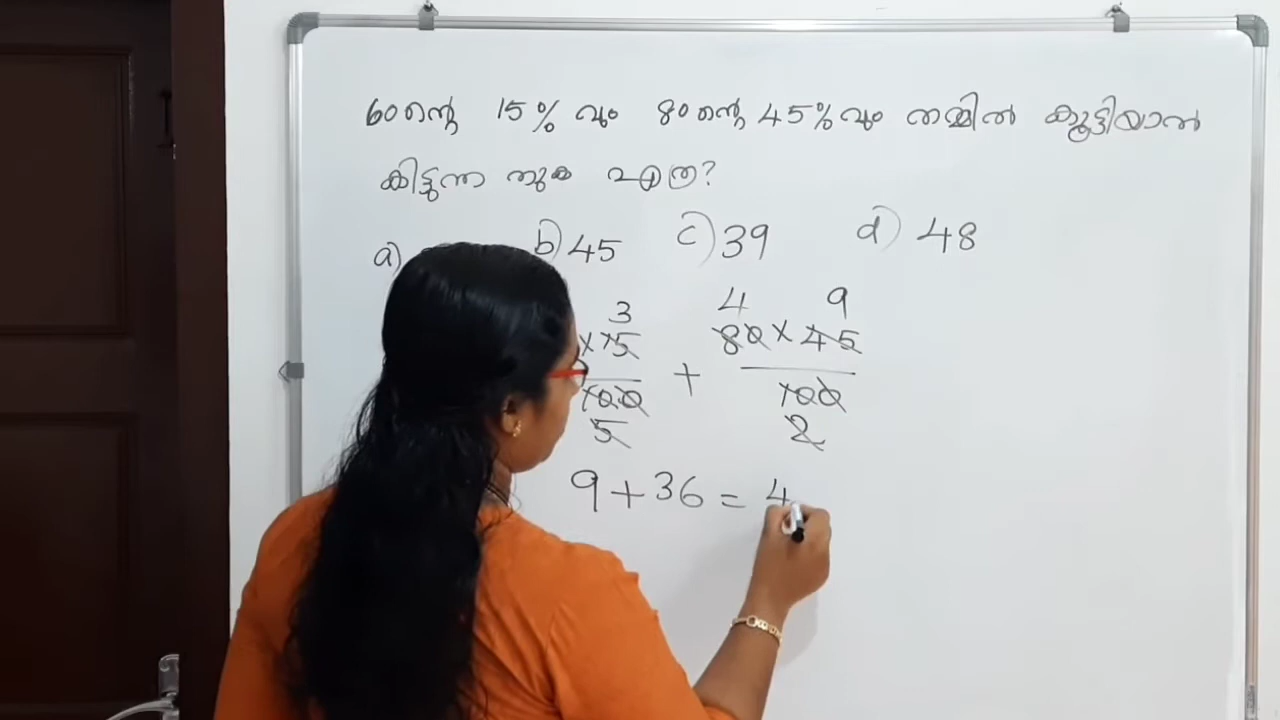 60ന്റെ 15% വും 80ന്റെ 45% വും തമ്മിൽ കൂട്ടിയാൽ
കിട്ടുന്ന തുക എത്ര?
a) b) 45 c) 39 d) 48
3 4 9
× 15 + 80 × 45
100 100
5 2
9 + 36 = 4